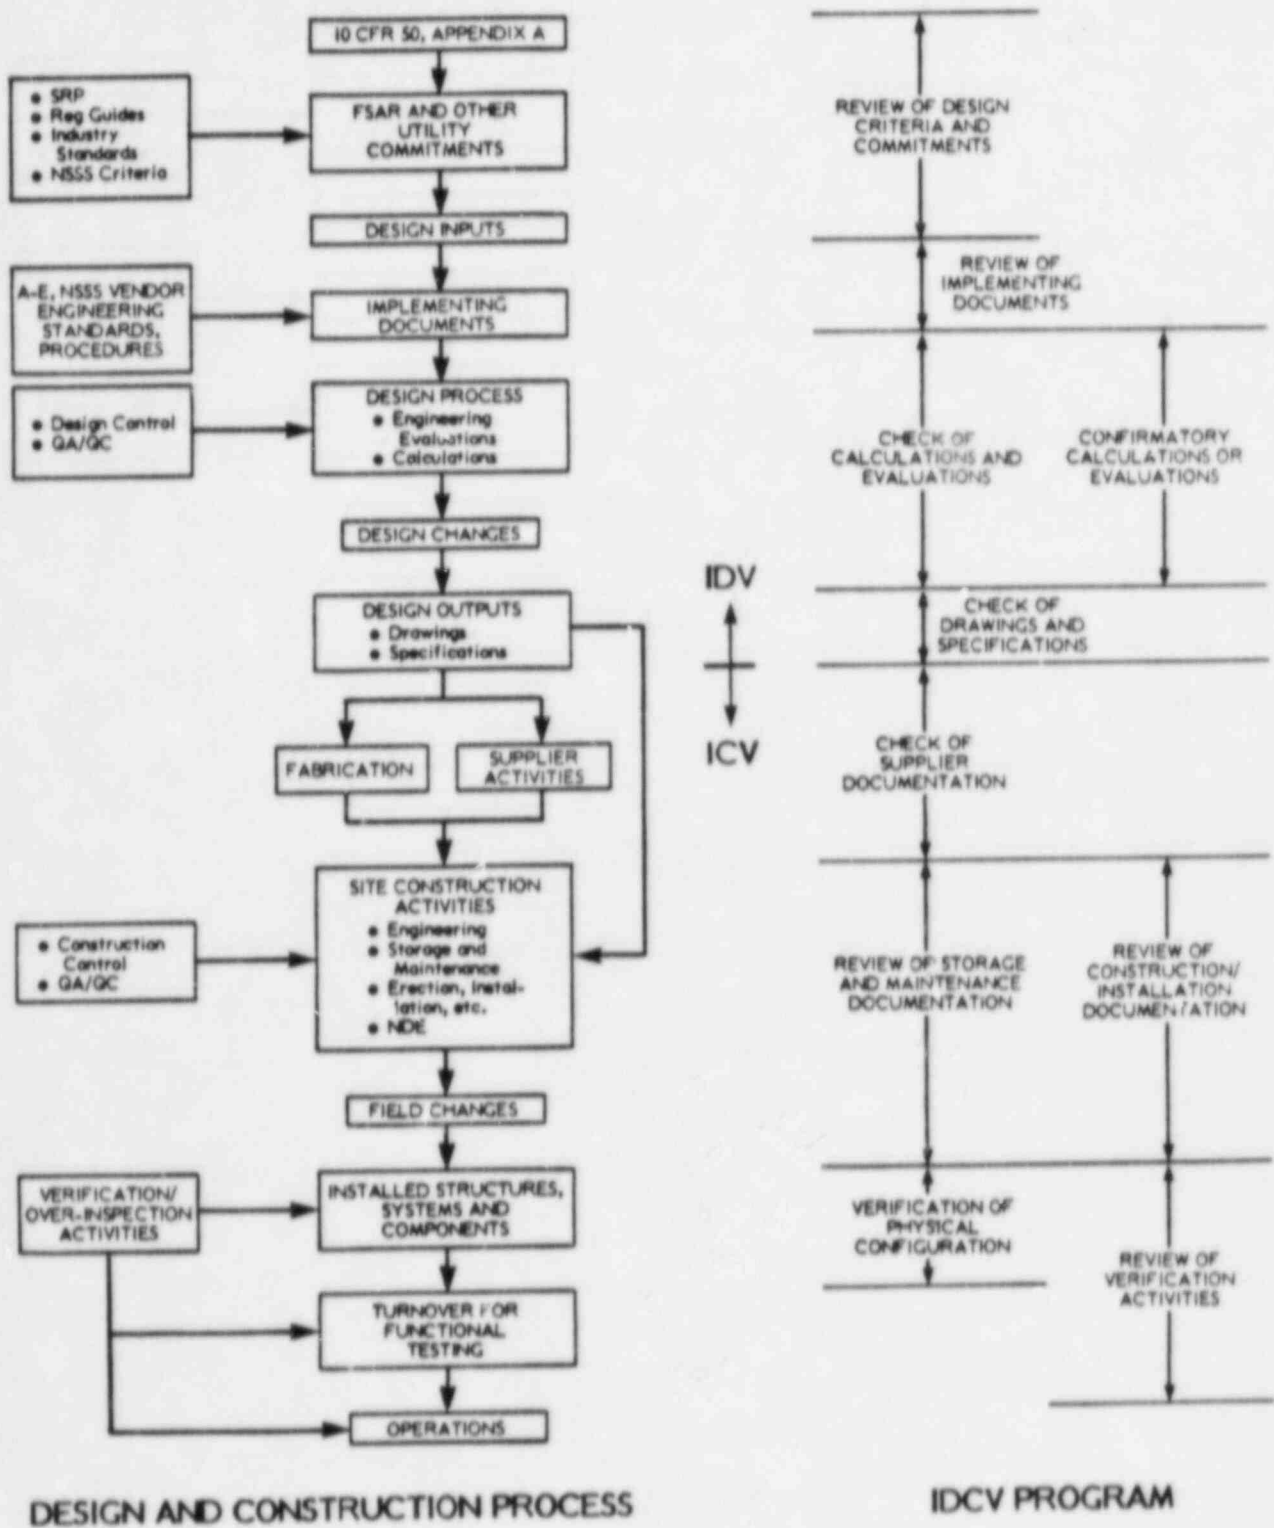 10 CFR 50, APPENDIX A
• SRP
• Reg Guides
• Industry
Standards
• NSSS Criteria
FSAR AND OTHER
UTILITY
COMMITMENTS
DESIGN INPUTS
A-E, NSSS VENDOR
ENGINEERING
STANDARDS,
PROCEDURES
IMPLEMENTING
DOCUMENTS
• Design Control
• QA/QC
DESIGN PROCESS
• Engineering
Evaluations
• Calculations
DESIGN CHANGES
DESIGN OUTPUTS
• Drawings
• Specifications
FABRICATION
SUPPLIER
ACTIVITIES
• Construction
Control
• QA/QC
SITE CONSTRUCTION
ACTIVITIES
• Engineering
• Storage and
Maintenance
• Erection, Instal-
lation, etc.
• NDE
FIELD CHANGES
VERIFICATION/
OVER-INSPECTION
ACTIVITIES
INSTALLED STRUCTURES,
SYSTEMS AND
COMPONENTS
TURNOVER FOR
FUNCTIONAL
TESTING
OPERATIONS
DESIGN AND CONSTRUCTION PROCESS
REVIEW OF DESIGN
CRITERIA AND
COMMITMENTS
REVIEW OF
IMPLEMENTING
DOCUMENTS
CHECK OF
CALCULATIONS AND
EVALUATIONS
CONFIRMATORY
CALCULATIONS OR
EVALUATIONS
IDV
ICV
CHECK OF
DRAWINGS AND
SPECIFICATIONS
CHECK OF
SUPPLIER
DOCUMENTATION
REVIEW OF STORAGE
AND MAINTENANCE
DOCUMENTATION
REVIEW OF
CONSTRUCTION/
INSTALLATION
DOCUMENTATION
VERIFICATION OF
PHYSICAL
CONFIGURATION
REVIEW OF
VERIFICATION
ACTIVITIES
IDCV PROGRAM